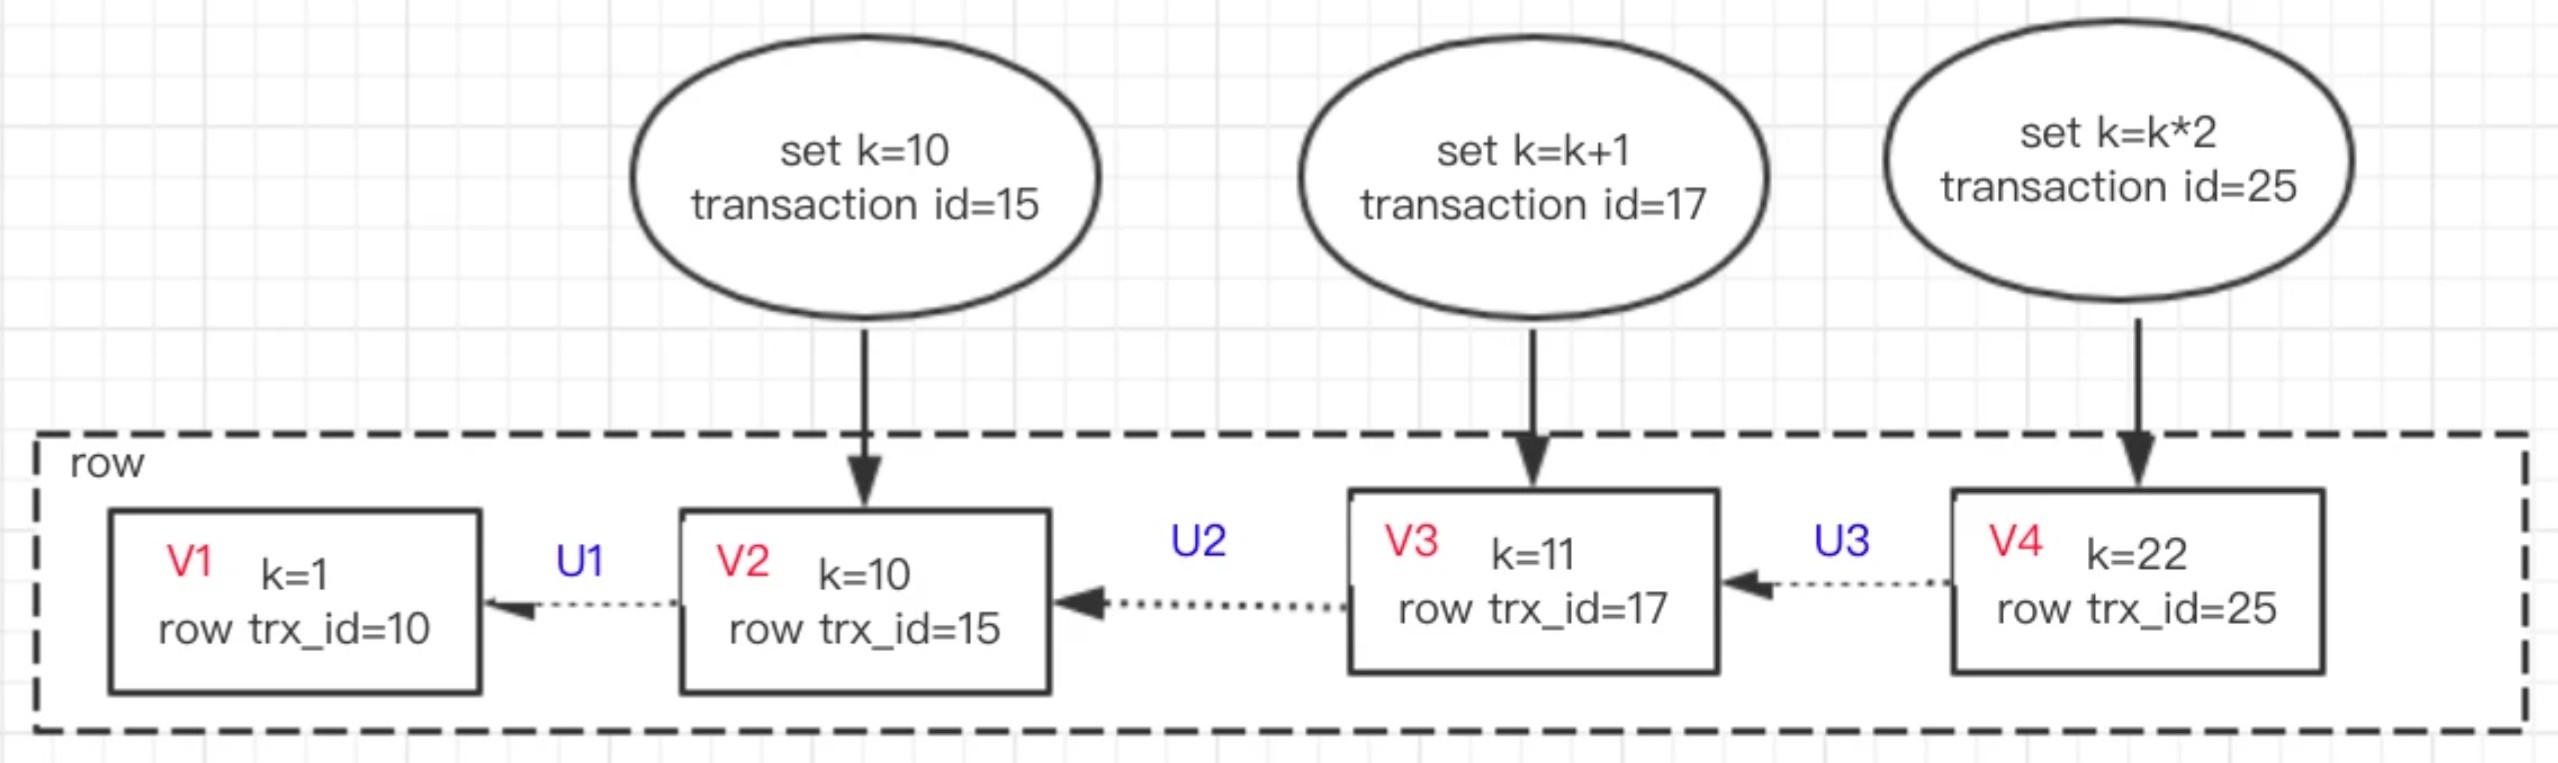 set k=10
transaction id=15
set k=k+1
transaction id=17
set k=k*2
transaction id=25
row
V1
k=1
row trx_id=10
U1
V2
k=10
row trx_id=15
U2
V3
k=11
row trx_id=17
U3
V4
k=22
row trx_id=25